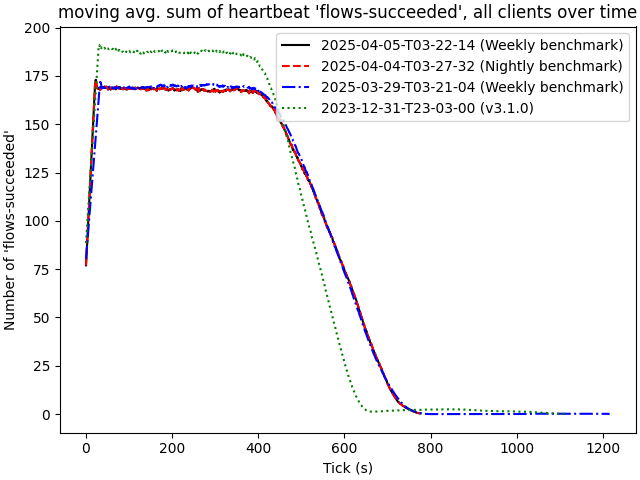 moving avg. sum of heartbeat 'flows-succeeded', all clients over time
200
175
150
125
100
75
50
25
0
Number of 'flows-succeeded'
2025-04-05-T03-22-14 (Weekly benchmark)
2025-04-04-T03-27-32 (Nightly benchmark)
2025-03-29-T03-21-04 (Weekly benchmark)
2023-12-31-T23-03-00 (v3.1.0)
0 200 400 600 800 1000 1200
Tick (s)